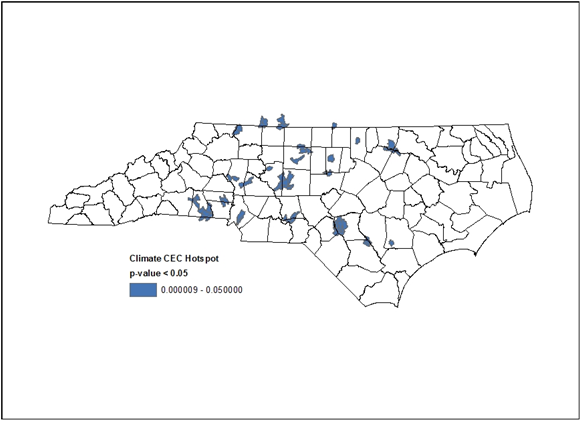 Climate CEC Hotspot
p-value < 0.05
0.000009 - 0.050000